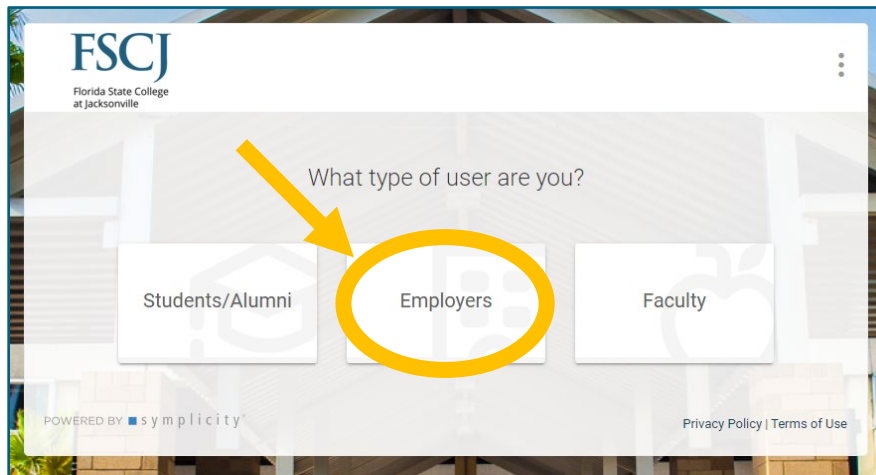 FSCJ
Florida State College
at Jacksonville
What type of user are you?
Students/Alumni
Employers
Faculty
POWERED BY symplicity
Privacy Policy | Terms of Use